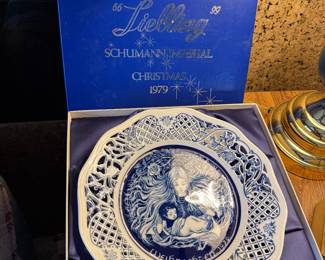 "Liebling"
SCHUMANN IMPERIAL
CHRISTMAS
1979